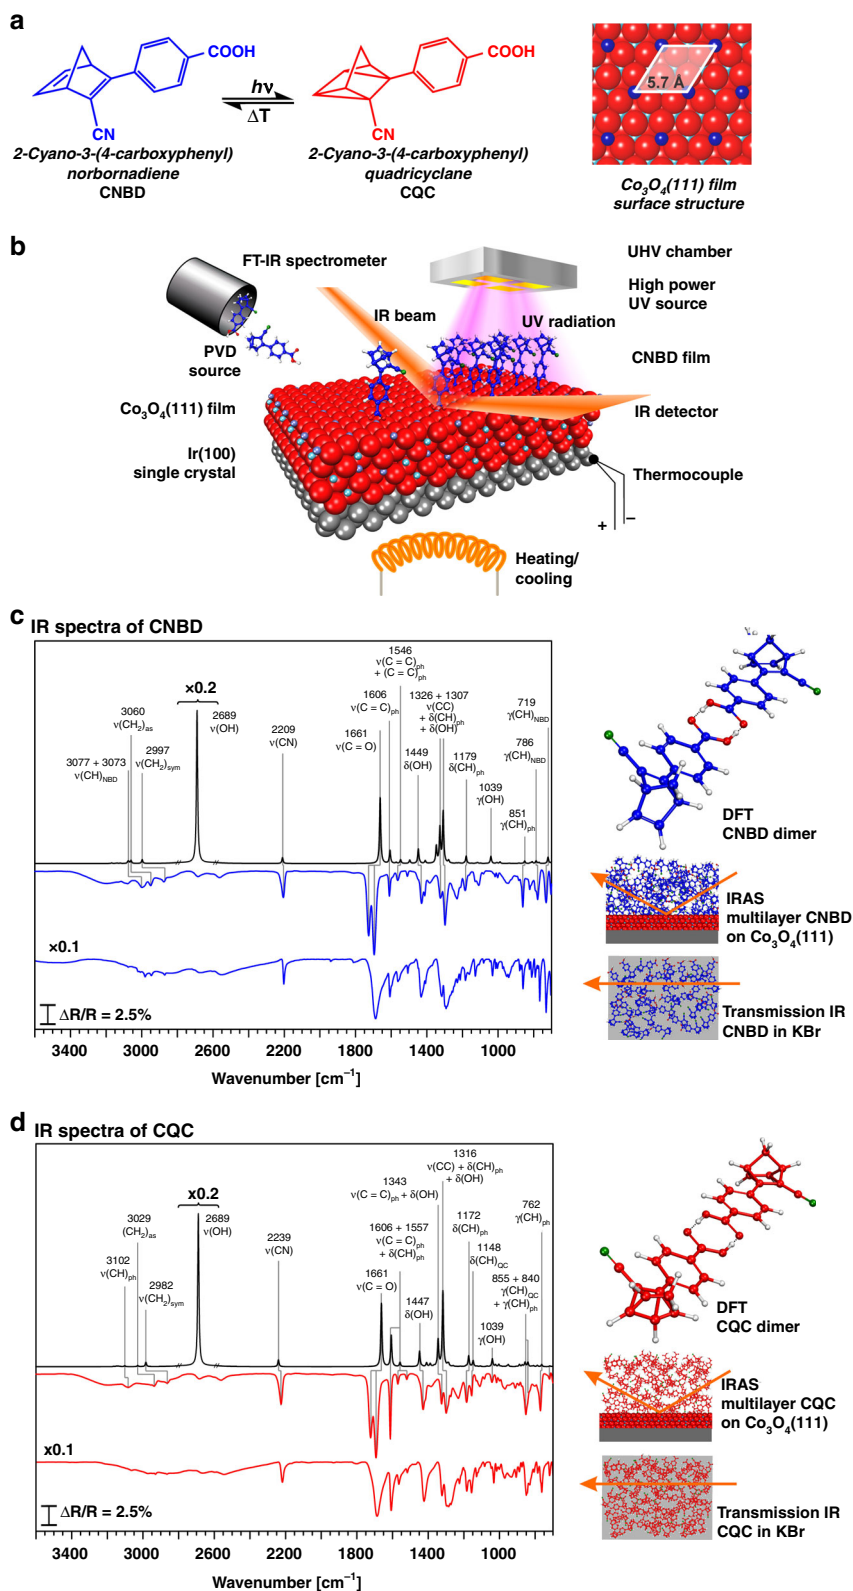 a
COOH
CN
hν
ΔT
COOH
CN
5.7 Å
2-Cyano-3-(4-carboxyphenyl)
norbornadiene
CNBD
2-Cyano-3-(4-carboxyphenyl)
quadricyclane
CQC
Co₃O₄(111) film
surface structure
b
FT-IR spectrometer
UHV chamber
High power
UV source
IR beam
UV radiation
PVD
source
CNBD film
Co₃O₄(111) film
IR detector
Ir(100)
single crystal
Thermocouple
+
−
Heating/
cooling
c
IR spectra of CNBD
×0.2
3060
ν(CH₂)ₐₛ
3077 + 3073
ν(CH)NBD
2997
ν(CH₂)sym
2689
ν(OH)
2209
ν(CN)
1546
ν(C = C)ph
+ (C = C)ph
1606
ν(C = C)ph
1661
ν(C = O)
1326 + 1307
ν(CC)
+ δ(CH)ph
+ δ(OH)
1449
δ(OH)
1179
δ(CH)ph
1039
γ(OH)
719
γ(CH)NBD
786
γ(CH)NBD
851
γ(CH)ph
×0.1
ΔR/R = 2.5%
3400 3000 2600 2200 1800 1400 1000
Wavenumber [cm⁻¹]
DFT
CNBD dimer
IRAS
multilayer CNBD
on Co₃O₄(111)
Transmission IR
CNBD in KBr
d
IR spectra of CQC
x0.2
3029
(CH₂)ₐₛ
3102
ν(CH)ph
2982
ν(CH₂)sym
2689
ν(OH)
2239
ν(CN)
1316
ν(CC) + δ(CH)ph
+ δ(OH)
1343
ν(C = C)ph + δ(OH)
1606 + 1557
ν(C = C)ph
+ δ(CH)ph
1661
ν(C = O)
1447
δ(OH)
1172
δ(CH)ph
1148
δ(CH)QC
1039
γ(OH)
762
γ(CH)ph
855 + 840
γ(CH)QC
+ γ(CH)ph
x0.1
ΔR/R = 2.5%
3400 3000 2600 2200 1800 1400 1000
Wavenumber [cm⁻¹]
DFT
CQC dimer
IRAS
multilayer CQC
on Co₃O₄(111)
Transmission IR
CQC in KBr